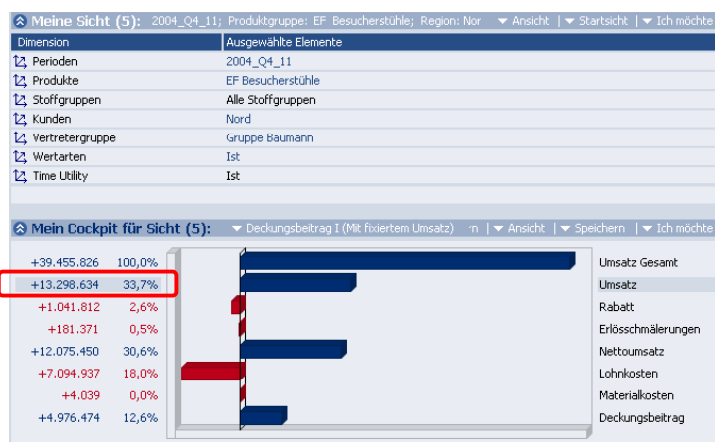 Meine Sicht (5): 2004_Q4_11; Produktgruppe: EF Besucherstühle; Region: Nor Ansicht | Startsicht | Ich möchte
Dimension Ausgewählte Elemente
Perioden 2004_Q4_11
Produkte EF Besucherstühle
Stoffgruppen Alle Stoffgruppen
Kunden Nord
Vertretergruppe Gruppe Baumann
Wertarten Ist
Time Utility Ist
Mein Cockpit für Sicht (5): Deckungsbeitrag I (Mit fixiertem Umsatz) n | Ansicht | Speichern | Ich möchte
+39.455.826 100,0% Umsatz Gesamt
+13.298.634 33,7% Umsatz
+1.041.812 2,6% Rabatt
+181.371 0,5% Erlösschmälerungen
+12.075.450 30,6% Nettoumsatz
+7.094.937 18,0% Lohnkosten
+4.039 0,0% Materialkosten
+4.976.474 12,6% Deckungsbeitrag